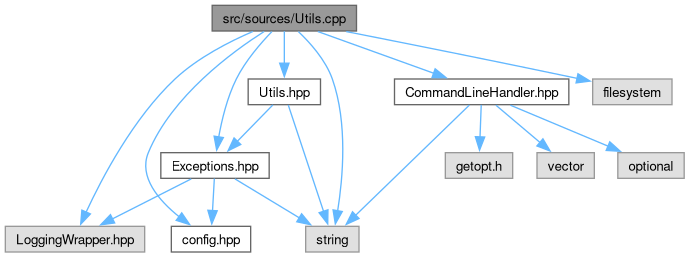 src/sources/Utils.cpp
Utils.hpp
CommandLineHandler.hpp
filesystem
Exceptions.hpp
getopt.h
vector
optional
LoggingWrapper.hpp
config.hpp
string